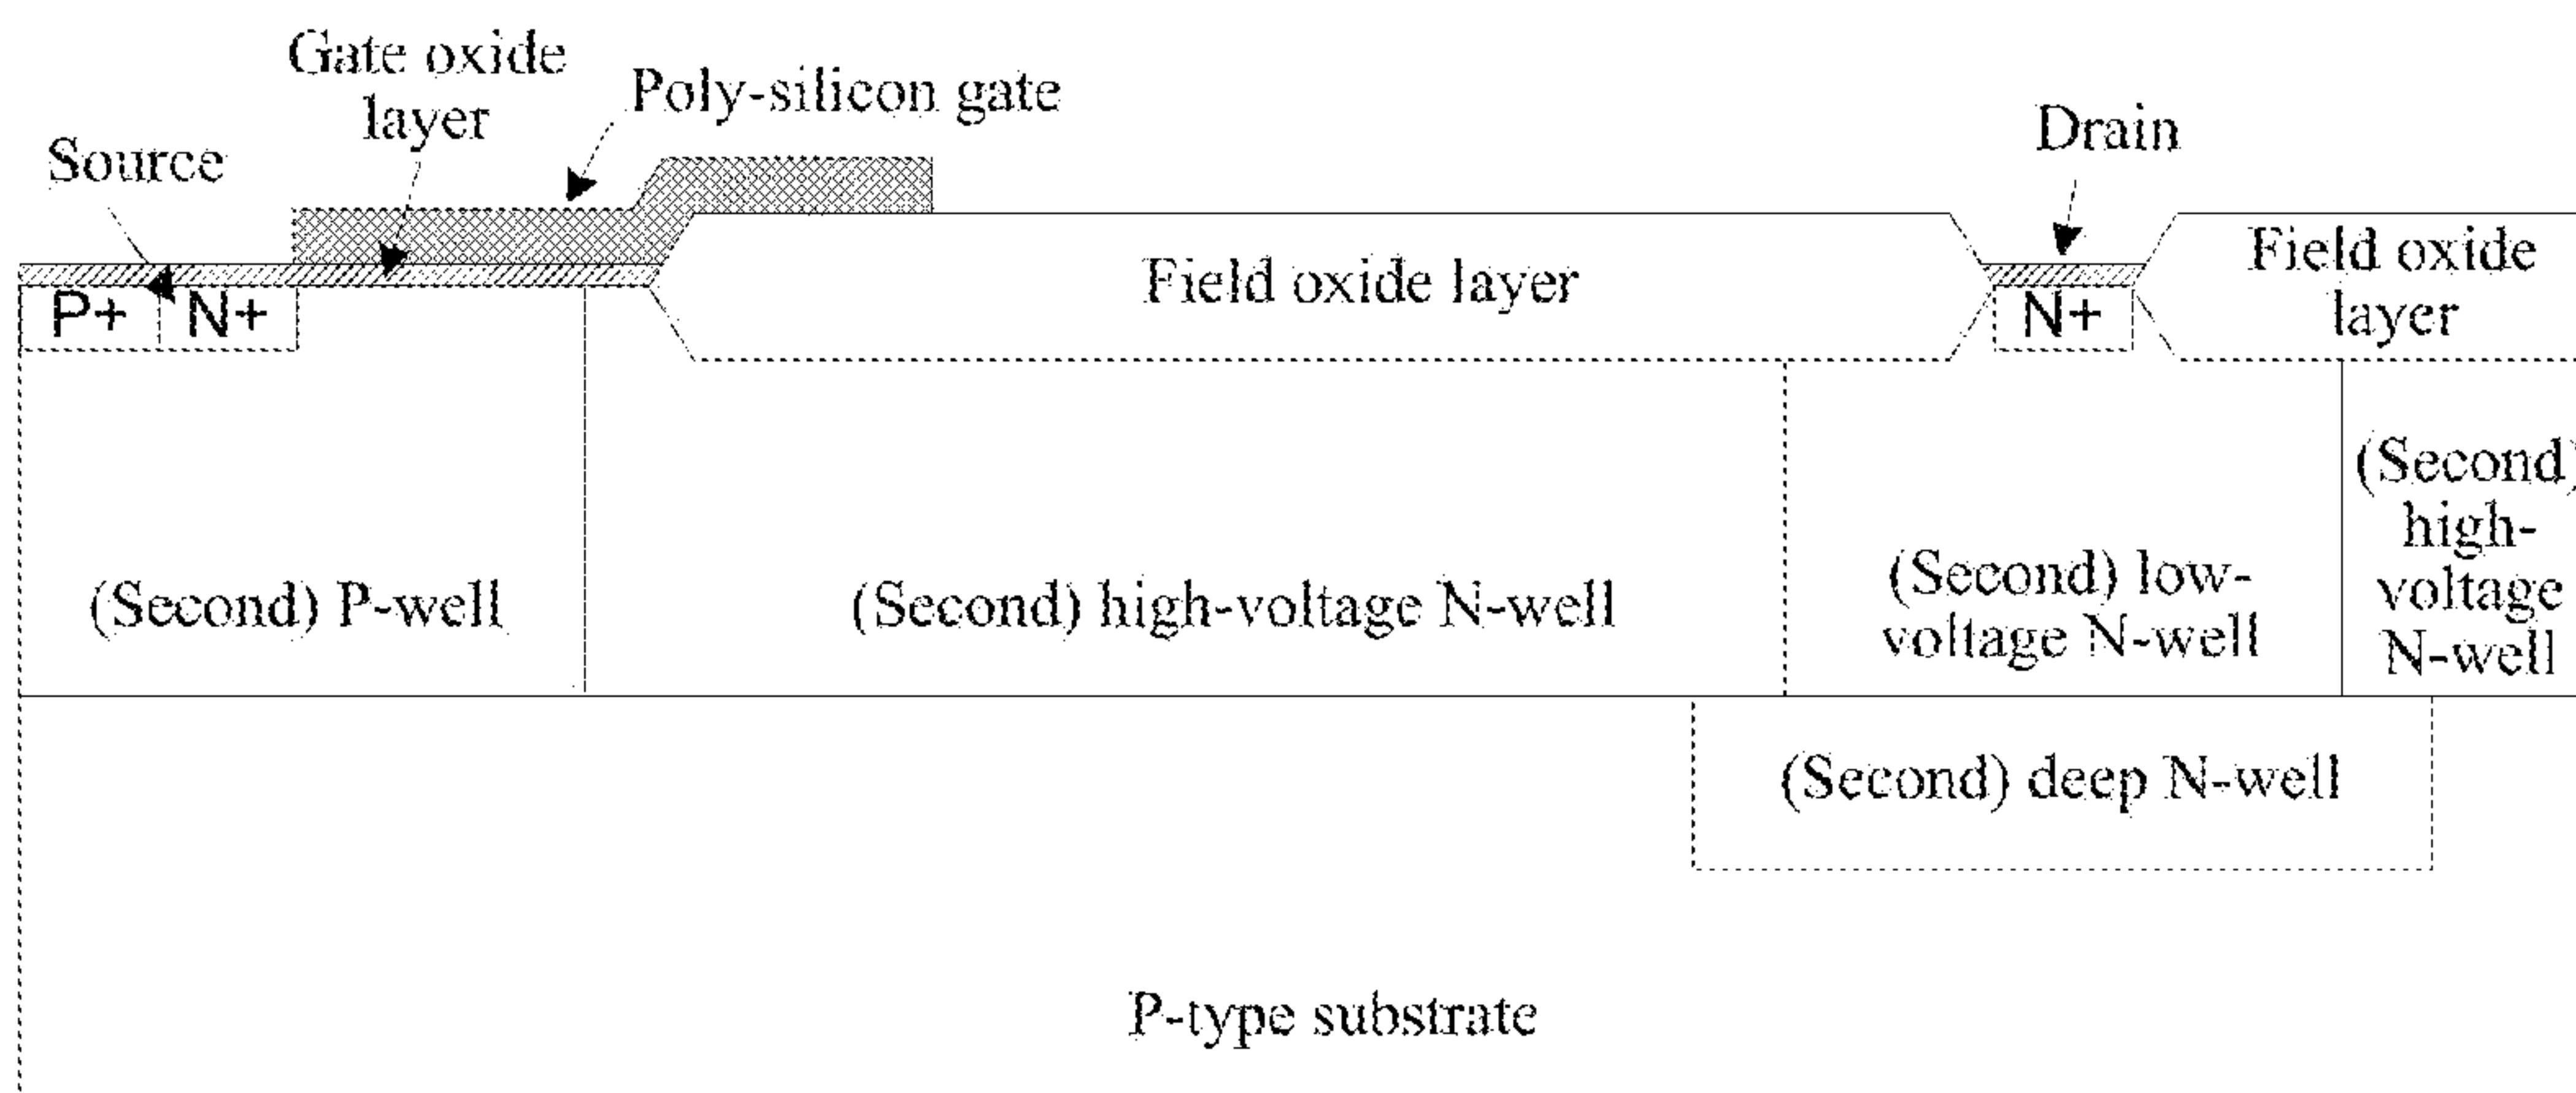 Gate oxide
layer
Poly-silicon gate
Source
Drain
Field oxide layer
Field oxide
layer
P+
N+
N+
(Second) P-well
(Second) high-voltage N-well
(Second) low-
voltage N-well
(Second)
high-
voltage
N-well
(Second) deep N-well
P-type substrate